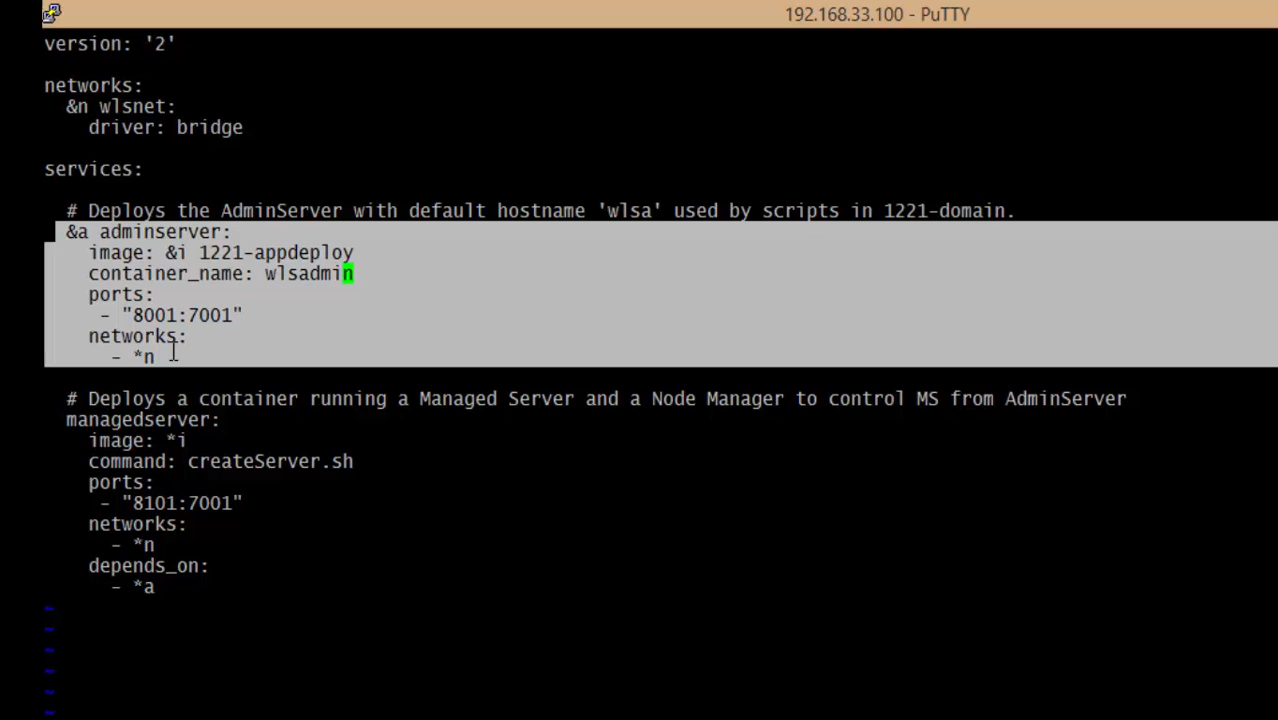 192.168.33.100 - PuTTY
version: '2'
networks:
&n wlsnet:
driver: bridge
services:
# Deploys the AdminServer with default hostname 'wlsa' used by scripts in 1221-domain.
&a adminserver:
image: &i 1221-appdeploy
container_name: wlsadmin
ports:
- "8001:7001"
networks:
- *n
# Deploys a container running a Managed Server and a Node Manager to control MS from AdminServer
managedserver:
image: *i
command: createServer.sh
ports:
- "8101:7001"
networks:
- *n
depends_on:
- *a
~
~
~
~
~
~